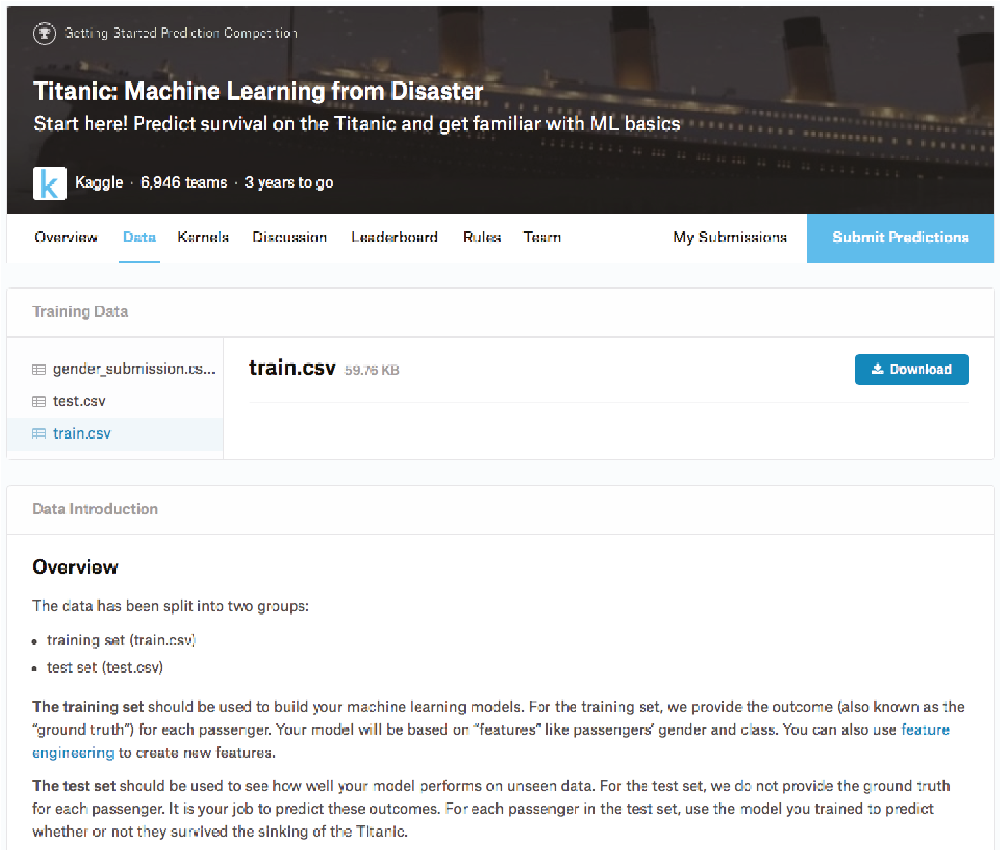 Getting Started Prediction Competition
Titanic: Machine Learning from Disaster
Start here! Predict survival on the Titanic and get familiar with ML basics
k
Kaggle · 6,946 teams · 3 years to go
Overview Data Kernels Discussion Leaderboard Rules Team My Submissions Submit Predictions
Training Data
gender_submission.cs...
test.csv
train.csv
train.csv 59.76 KB
Download
Data Introduction
Overview
The data has been split into two groups:
• training set (train.csv)
• test set (test.csv)
The training set should be used to build your machine learning models. For the training set, we provide the outcome (also known as the
“ground truth”) for each passenger. Your model will be based on “features” like passengers’ gender and class. You can also use feature
engineering to create new features.
The test set should be used to see how well your model performs on unseen data. For the test set, we do not provide the ground truth
for each passenger. It is your job to predict these outcomes. For each passenger in the test set, use the model you trained to predict
whether or not they survived the sinking of the Titanic.